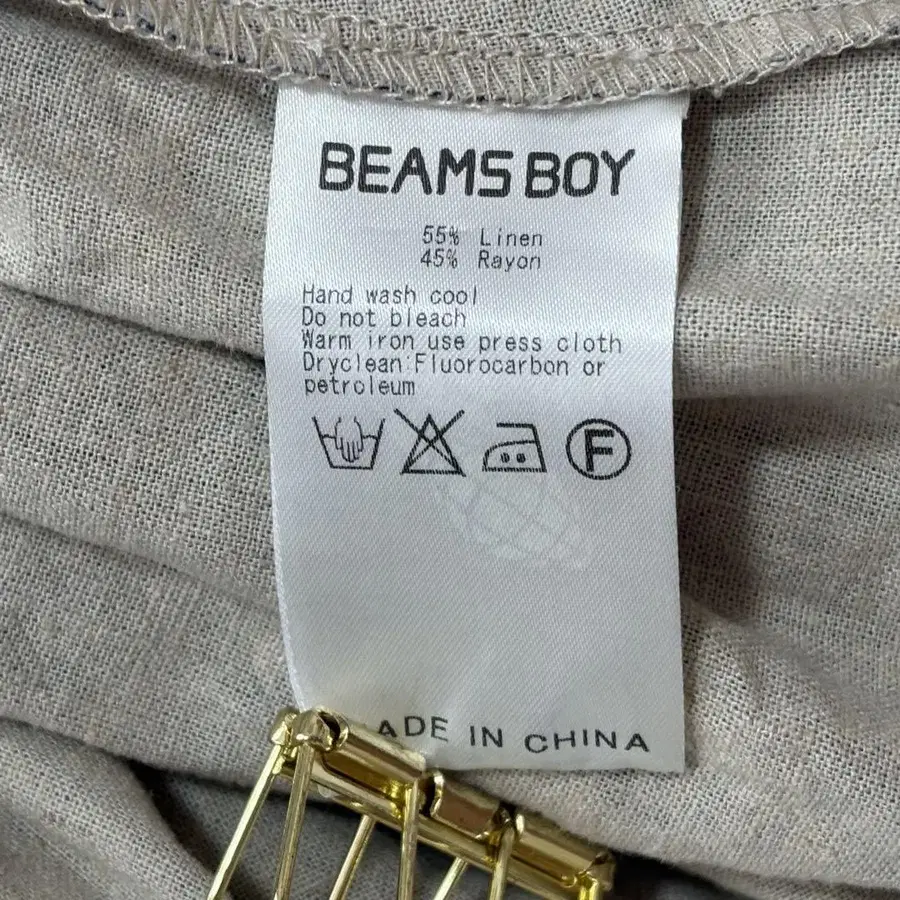 BEAMS BOY
55% Linen
45% Rayon
Hand wash cool
Do not bleach
Warm iron use press cloth
Dryclean:Fluorocarbon or
petroleum
F
MADE IN CHINA